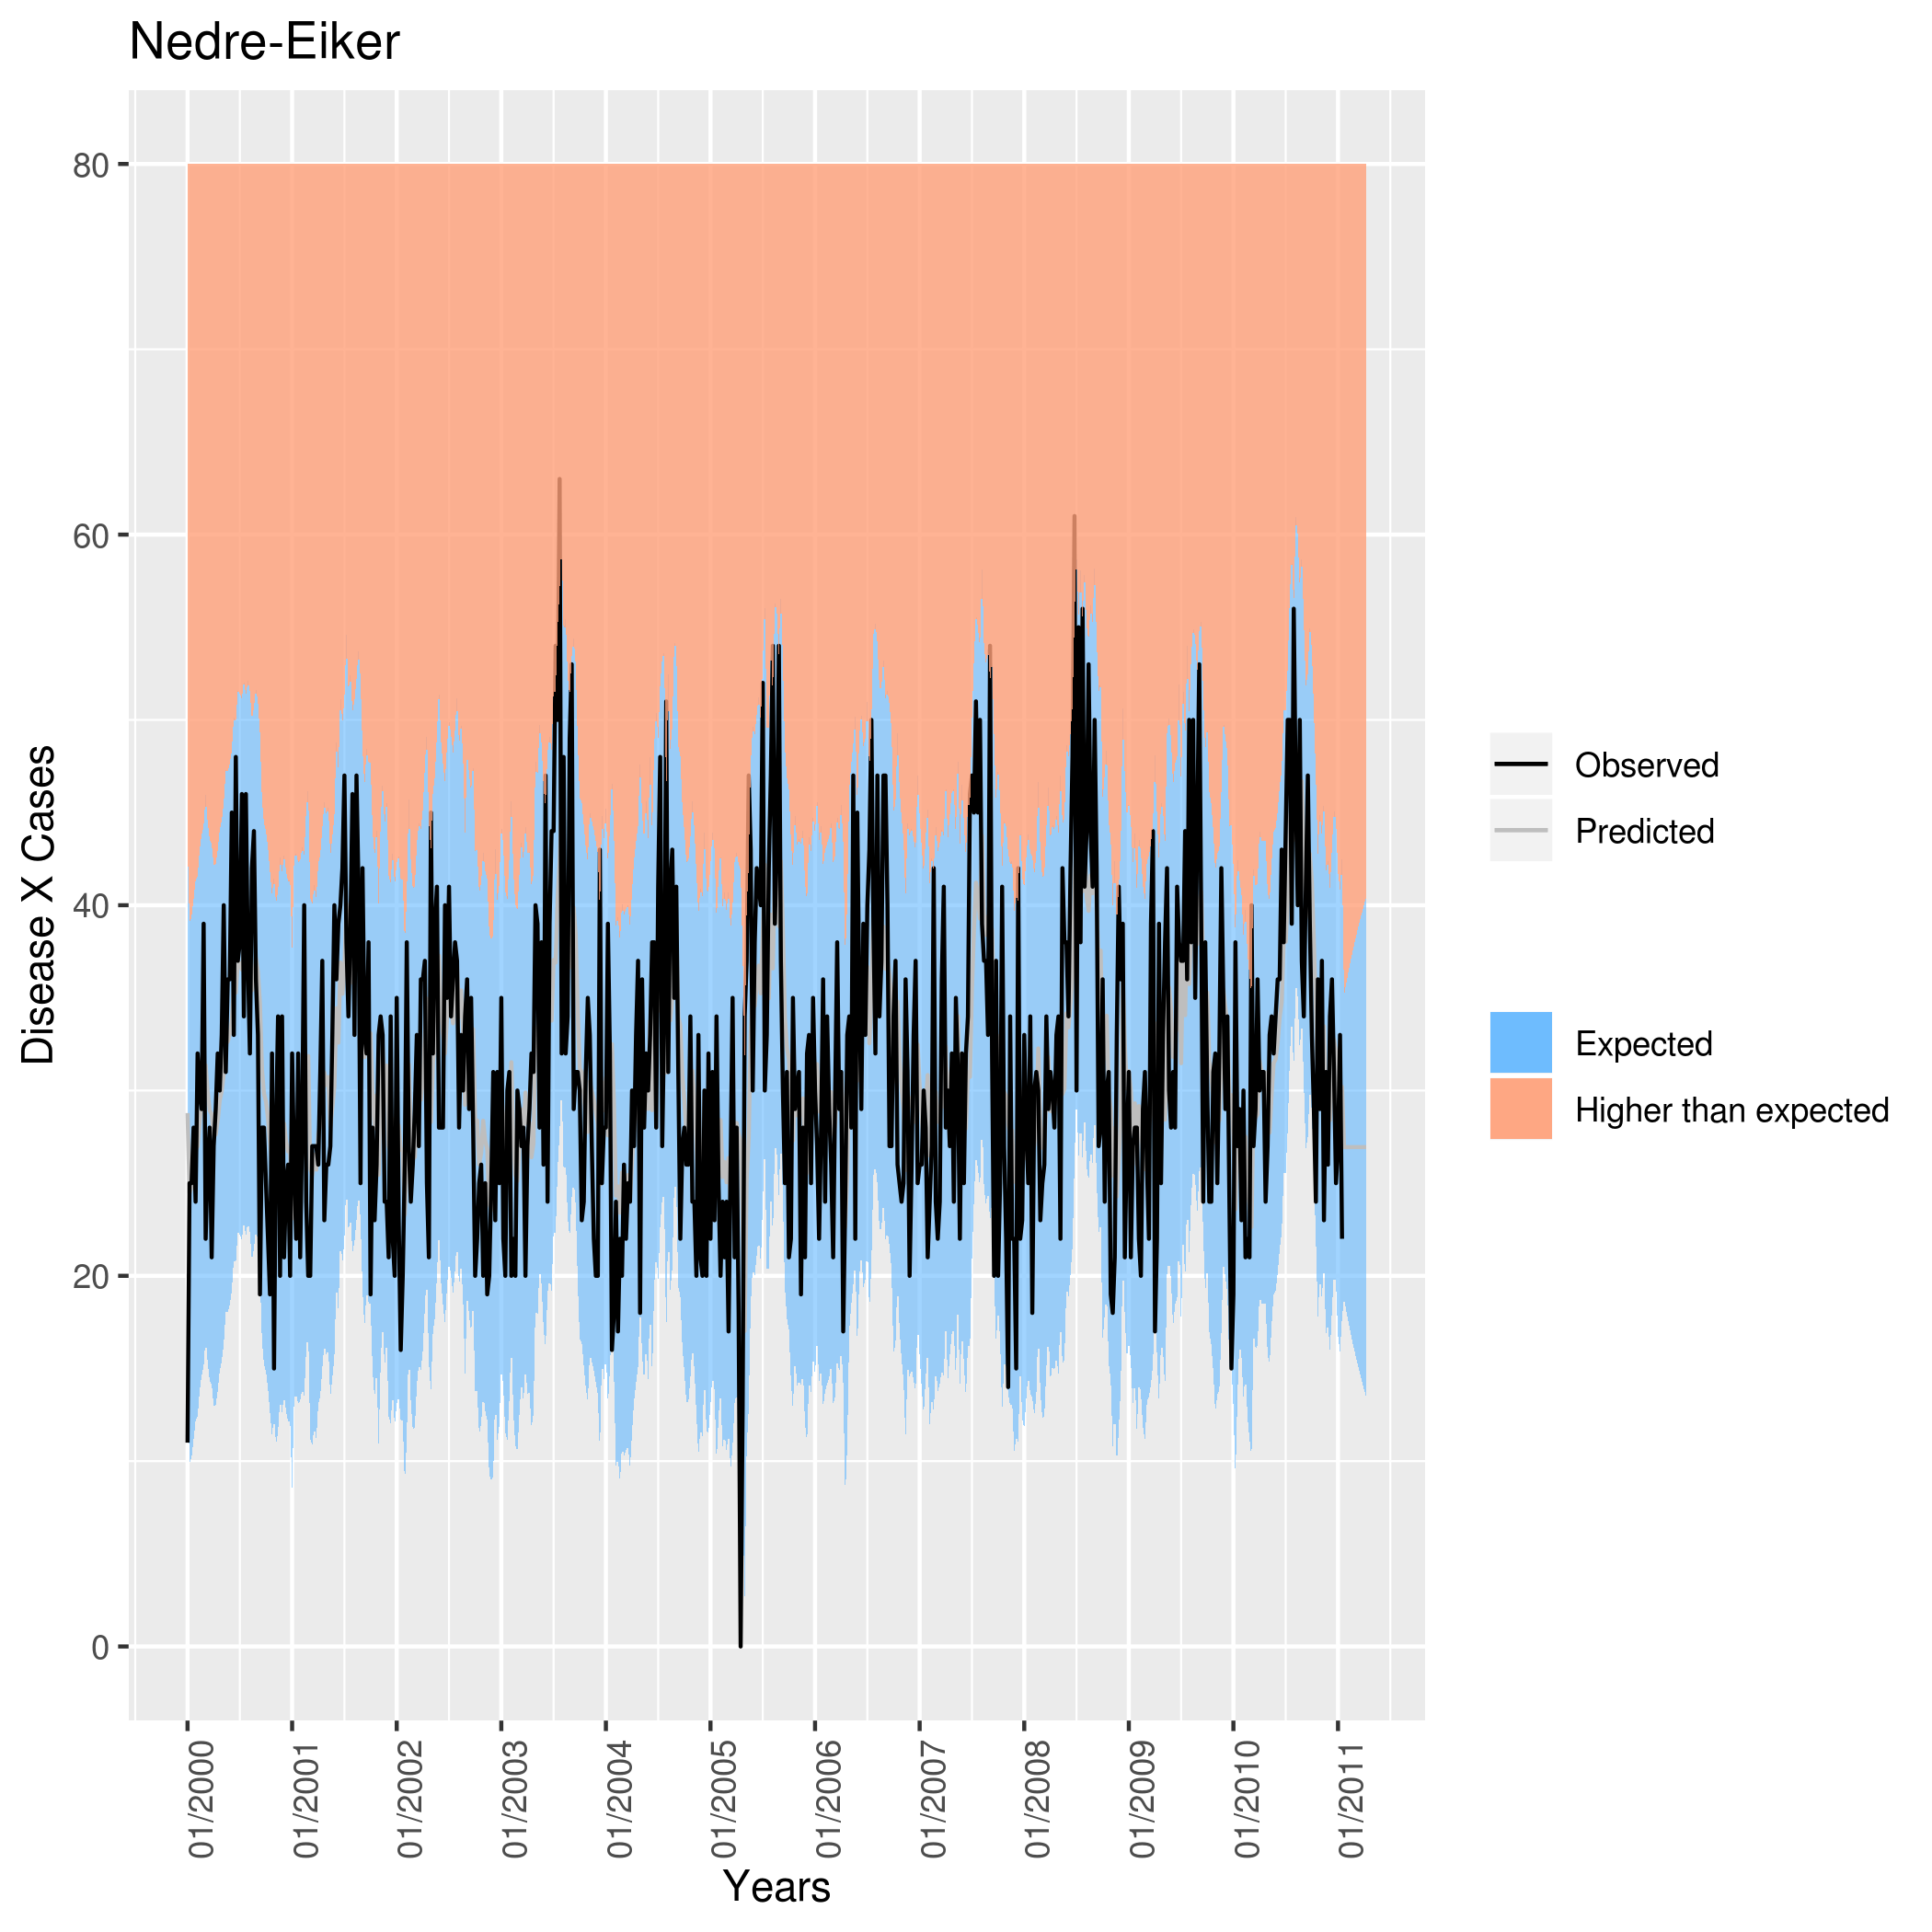 Nedre-Eiker
80
60
40
20
0
Disease X Cases
01/2000
01/2001
01/2002
01/2003
01/2004
01/2005
01/2006
01/2007
01/2008
01/2009
01/2010
01/2011
Years
Observed
Predicted
Expected
Higher than expected